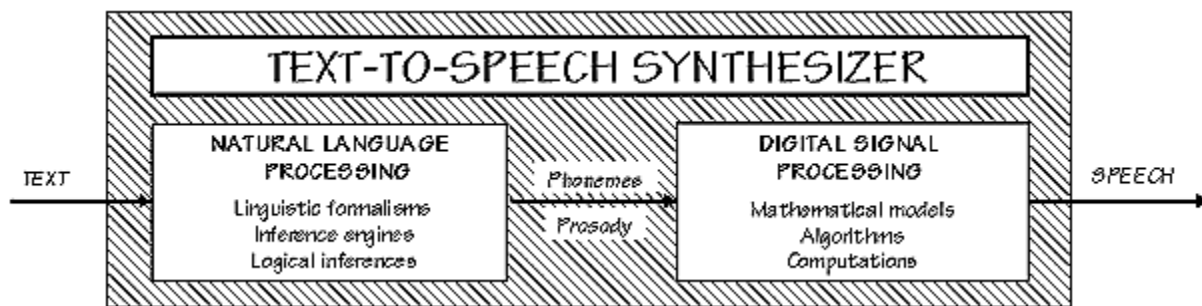 TEXT-TO-SPEECH SYNTHESIZER
TEXT
NATURAL LANGUAGE
PROCESSING
Linguistic formalisms
Inference engines
Logical inferences
Phonemes
Prosody
DIGITAL SIGNAL
PROCESSING
Mathematical models
Algorithms
Computations
SPEECH